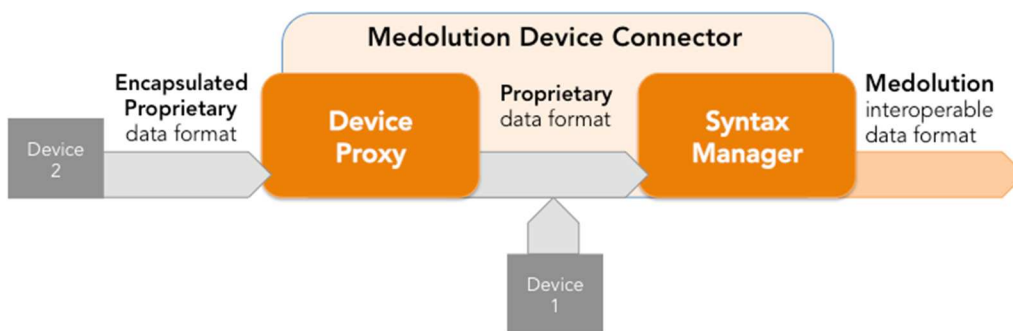 Medolution Device Connector
Encapsulated
Proprietary
data format
Device
2
Device
Proxy
Proprietary
data format
Syntax
Manager
Medolution
interoperable
data format
Device
1